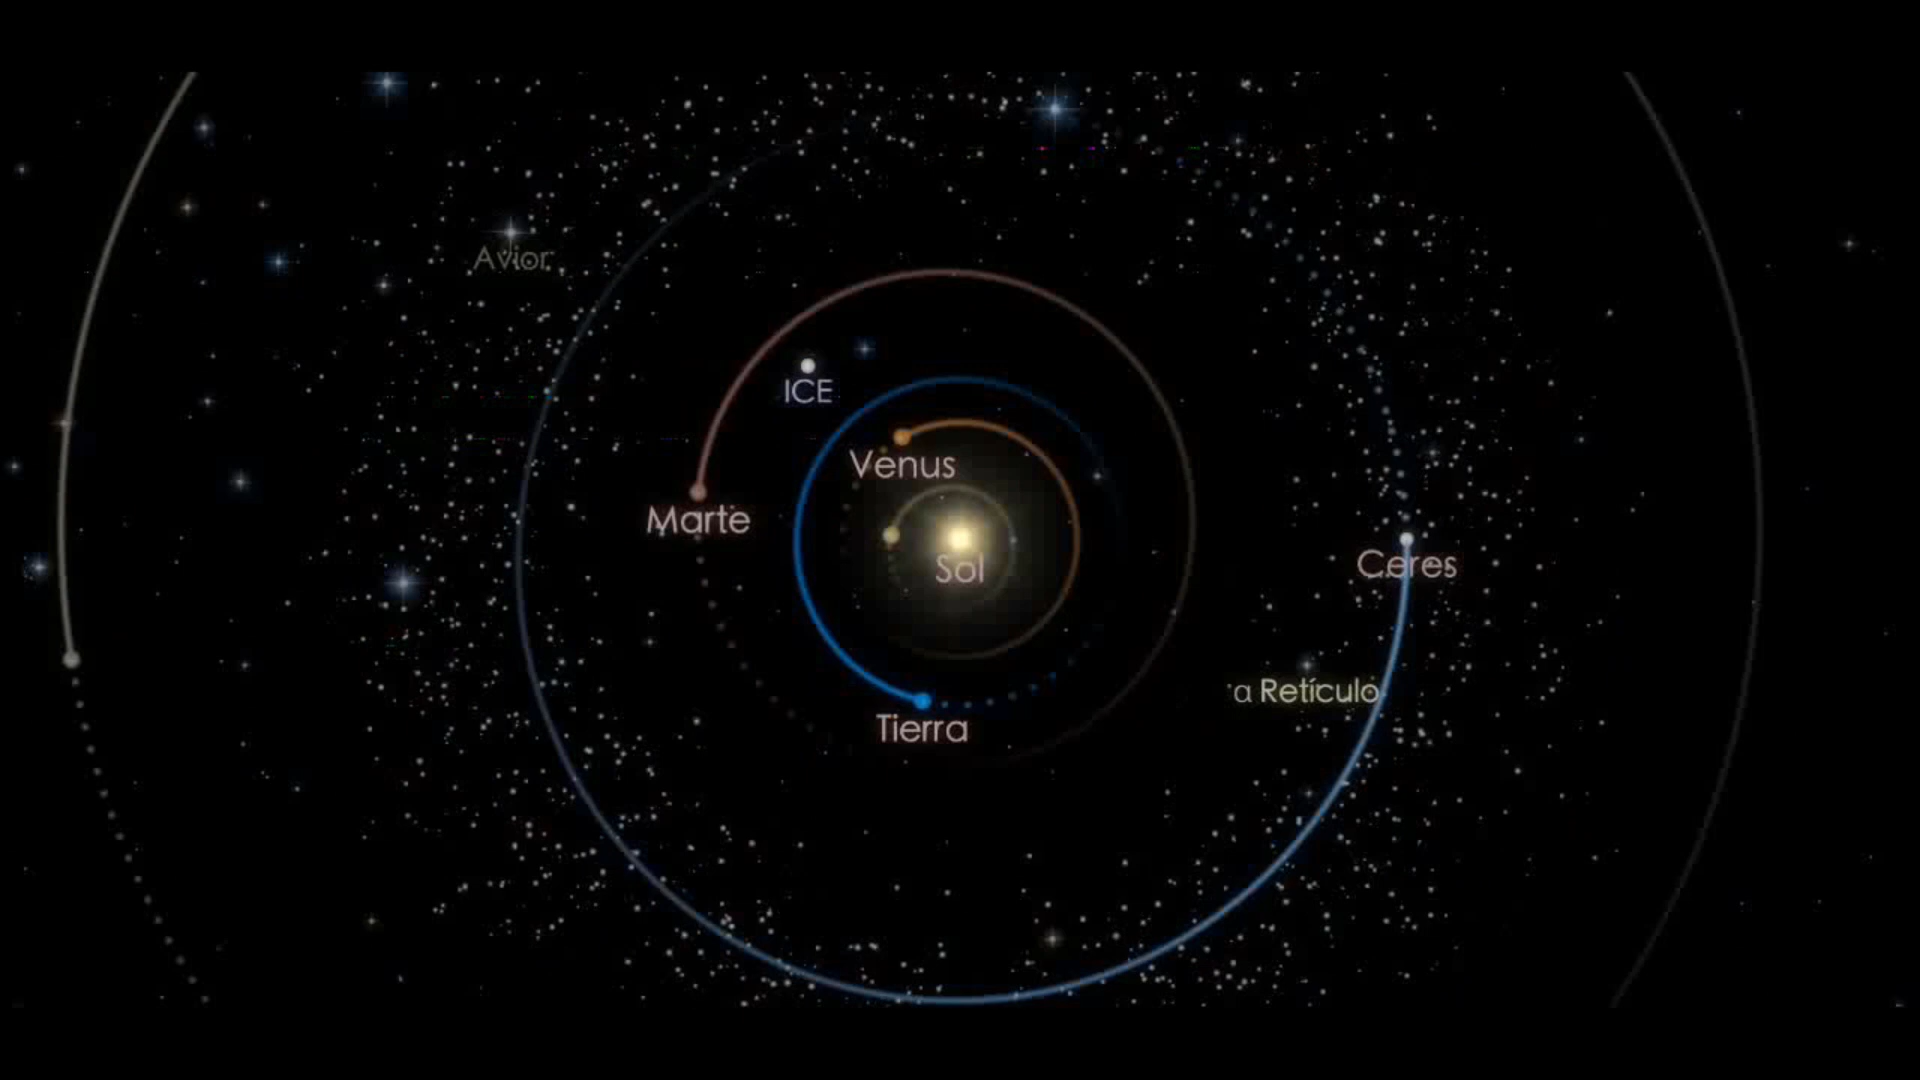 Avior
ICE
Venus
Marte
Sol
Ceres
α Retículo
Tierra